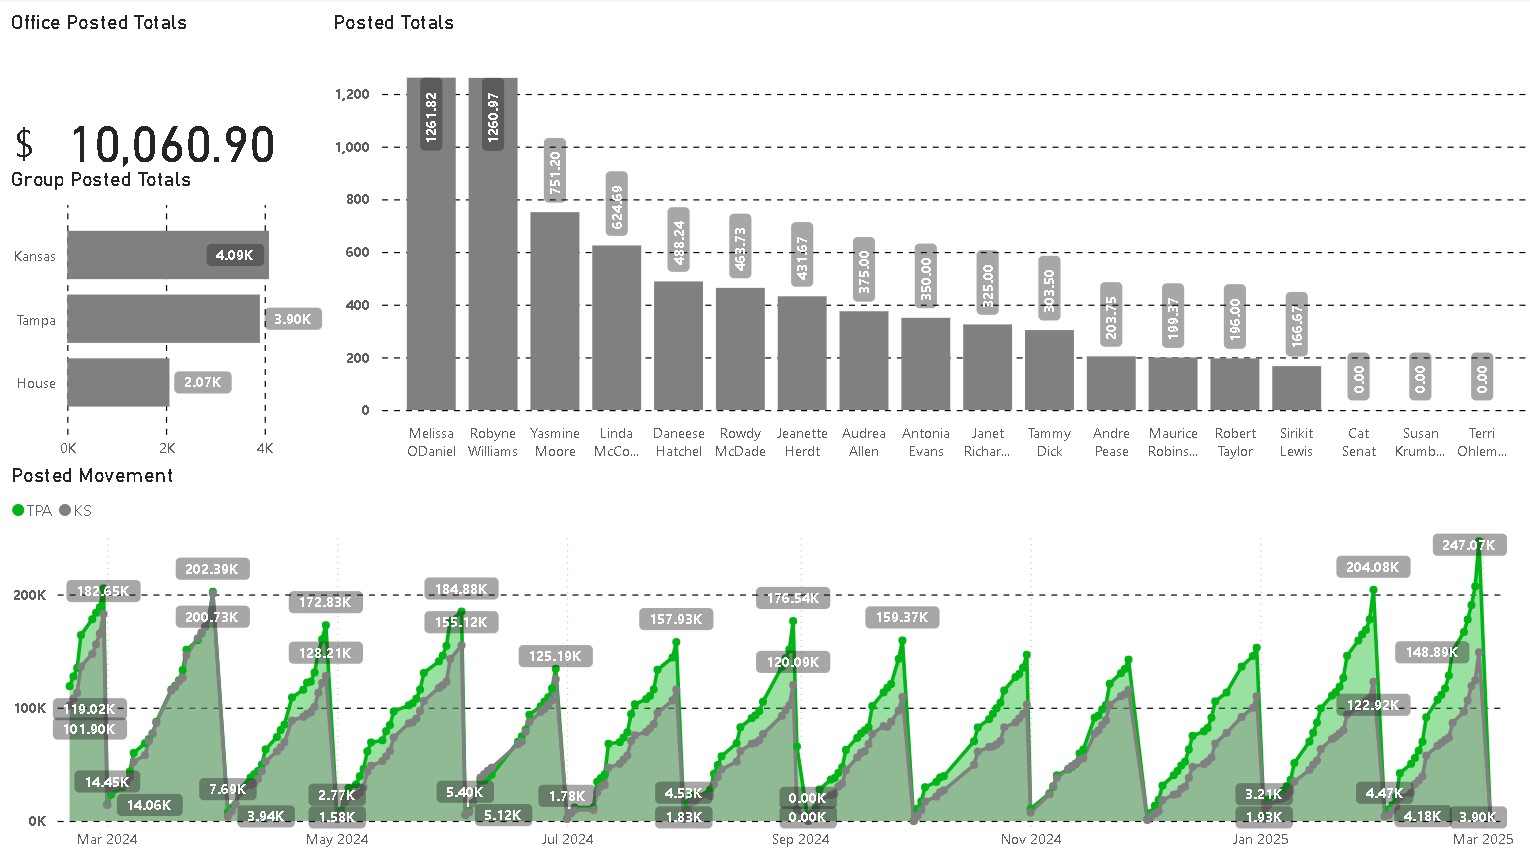 Office Posted Totals
$ 10,060.90
Group Posted Totals
Kansas 4.09K
Tampa 3.90K
House 2.07K
0K 2K 4K
Posted Totals
1,200
1,000
800
600
400
200
0
1261.82
1260.97
751.20
624.69
488.24
463.73
431.67
375.00
350.00
325.00
303.50
203.75
199.37
196.00
166.67
0.00
0.00
0.00
Melissa ODaniel
Robyne Williams
Yasmine Moore
Linda McCo...
Daneese Hatchel
Rowdy McDade
Jeanette Herdt
Audrea Allen
Antonia Evans
Janet Richar...
Tammy Dick
Andre Pease
Maurice Robins...
Robert Taylor
Sirikit Lewis
Cat Senat
Susan Krumb...
Terri Ohlem...
Posted Movement
TPA KS
200K
100K
0K
182.65K
119.02K
101.90K
14.45K
14.06K
202.39K
200.73K
7.69K
3.94K
172.83K
128.21K
2.77K
1.58K
184.88K
155.12K
5.40K
5.12K
125.19K
1.78K
157.93K
4.53K
1.83K
176.54K
120.09K
0.00K
0.00K
159.37K
3.21K
1.93K
204.08K
122.92K
4.47K
4.18K
247.07K
148.89K
3.90K
Mar 2024 May 2024 Jul 2024 Sep 2024 Nov 2024 Jan 2025 Mar 2025